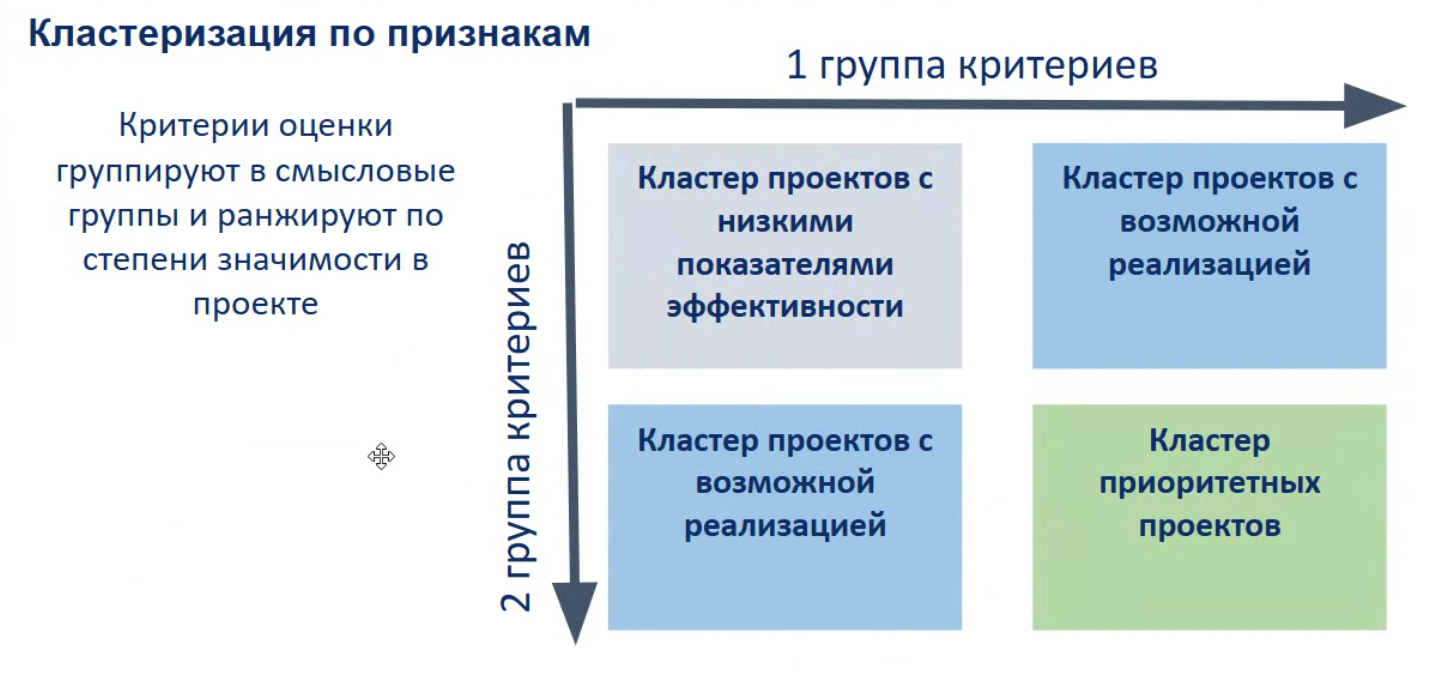 Кластеризация по признакам
1 группа критериев
Критерии оценки
группируют в смысловые
группы и ранжируют по
степени значимости в
проекте
2 группа критериев
Кластер проектов с
низкими
показателями
эффективности
Кластер проектов с
возможной
реализацией
Кластер проектов с
возможной
реализацией
Кластер
приоритетных
проектов